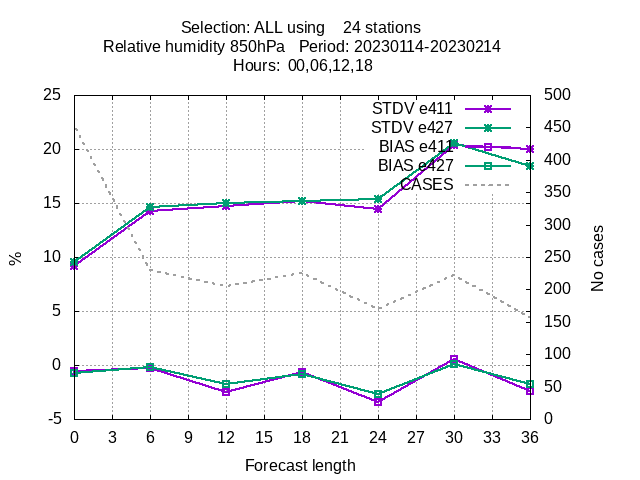 Selection: ALL using    24 stations
Relative humidity 850hPa   Period: 20230114-20230214
Hours:  00,06,12,18
25 500
STDV e411
450
STDV e427
20 400
BIAS e411
BIAS e427
350
CASES
15 300
10 250
200
5 150
0 100
50
-5 0
%
No cases
0 3 6 9 12 15 18 21 24 27 30 33 36
Forecast length